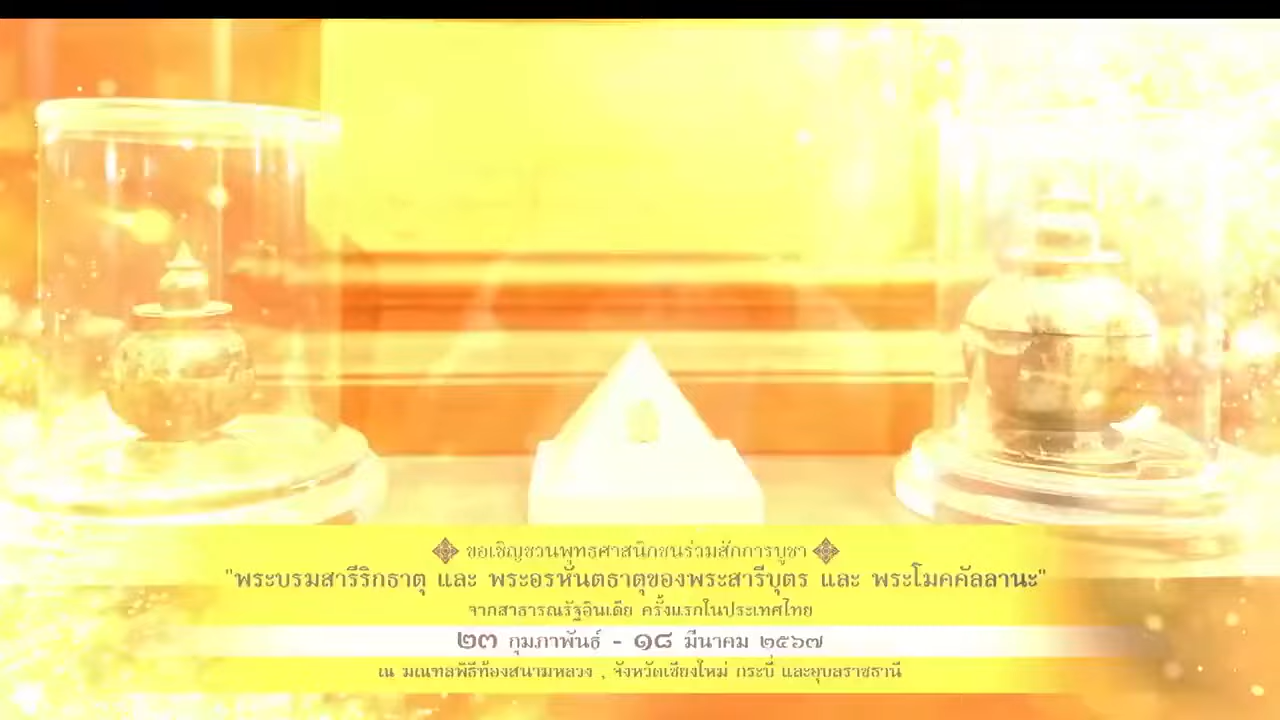 ขอเชิญชวนพุทธศาสนิกชนร่วมสักการบูชา
"พระบรมสารีริกธาตุ และ พระอรหันตธาตุของพระสารีบุตร และ พระโมคคัลลานะ"
จากสาธารณรัฐอินเดีย ครั้งแรกในประเทศไทย
๒๓ กุมภาพันธ์ - ๑๘ มีนาคม ๒๕๖๗
ณ มณฑลพิธีท้องสนามหลวง , จังหวัดเชียงใหม่ กระบี่ และอุบลราชธานี